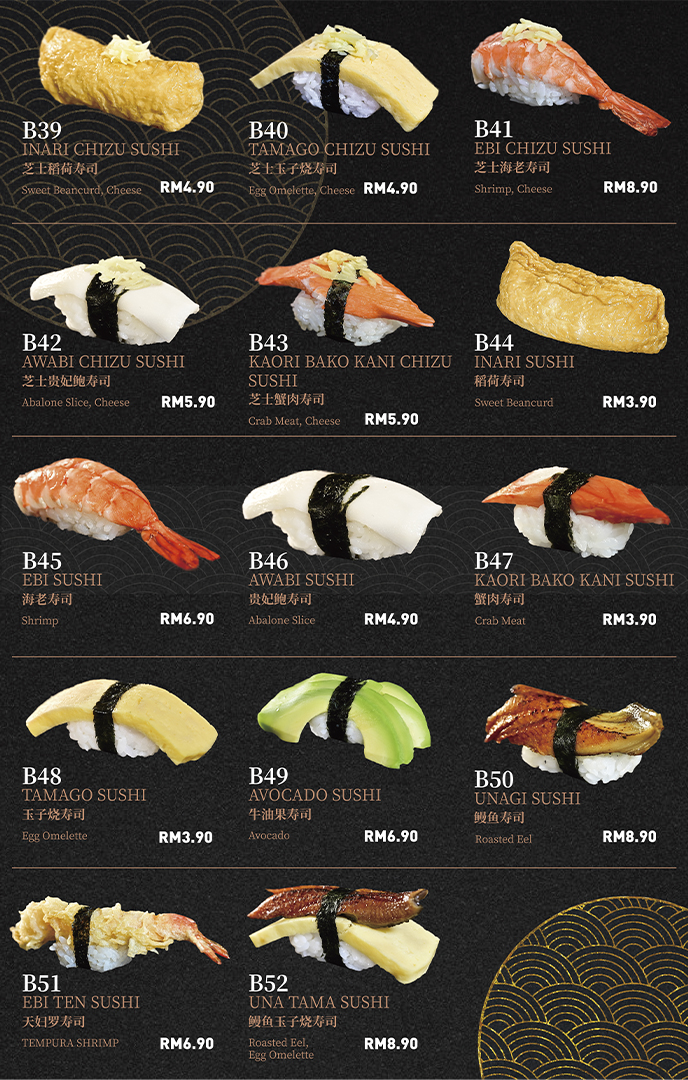 B39
INARI CHIZU SUSHI
芝士稻荷寿司
Sweet Beancurd, Cheese RM4.90
B40
TAMAGO CHIZU SUSHI
芝士玉子烧寿司
Egg Omelette, Cheese RM4.90
B41
EBI CHIZU SUSHI
芝士海老寿司
Shrimp, Cheese RM8.90
B42
AWABI CHIZU SUSHI
芝士贵妃鲍寿司
Abalone Slice, Cheese RM5.90
B43
KAORI BAKO KANI CHIZU
SUSHI
芝士蟹肉寿司
Crab Meat, Cheese RM5.90
B44
INARI SUSHI
稻荷寿司
Sweet Beancurd RM3.90
B45
EBI SUSHI
海老寿司
Shrimp RM6.90
B46
AWABI SUSHI
贵妃鲍寿司
Abalone Slice RM4.90
B47
KAORI BAKO KANI SUSHI
蟹肉寿司
Crab Meat RM3.90
B48
TAMAGO SUSHI
玉子烧寿司
Egg Omelette RM3.90
B49
AVOCADO SUSHI
牛油果寿司
Avocado RM6.90
B50
UNAGI SUSHI
鳗鱼寿司
Roasted Eel RM8.90
B51
EBI TEN SUSHI
天妇罗寿司
TEMPURA SHRIMP RM6.90
B52
UNA TAMA SUSHI
鳗鱼玉子烧寿司
Roasted Eel,
Egg Omelette RM8.90